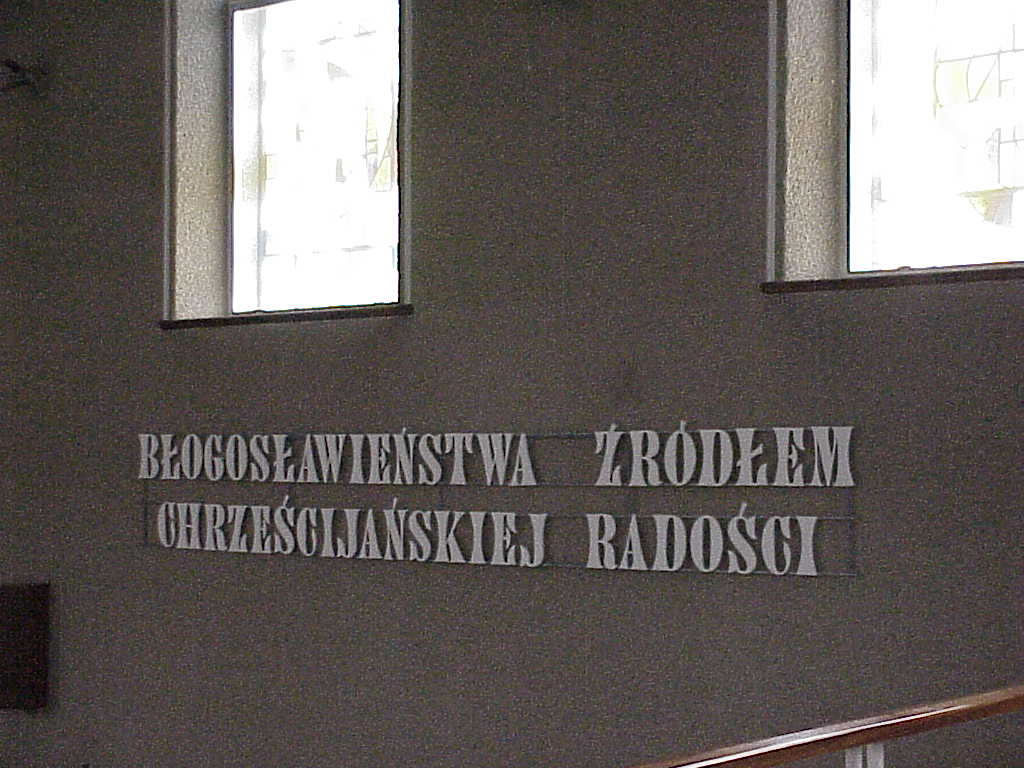 BŁOGOSŁAWIEŃSTWA ŹRÓDŁEM
CHRZEŚCIJAŃSKIEJ RADOŚCI